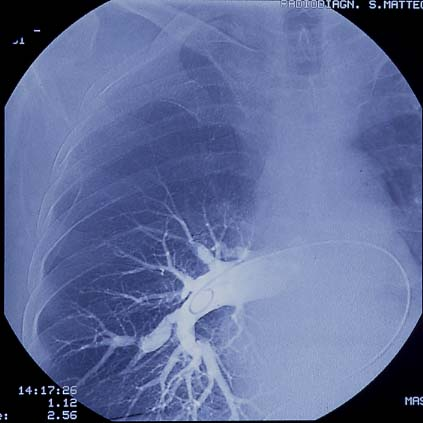 RADIODIAGN. S.MATTEO
14:17:26
1.12
e: 2.56
MAS